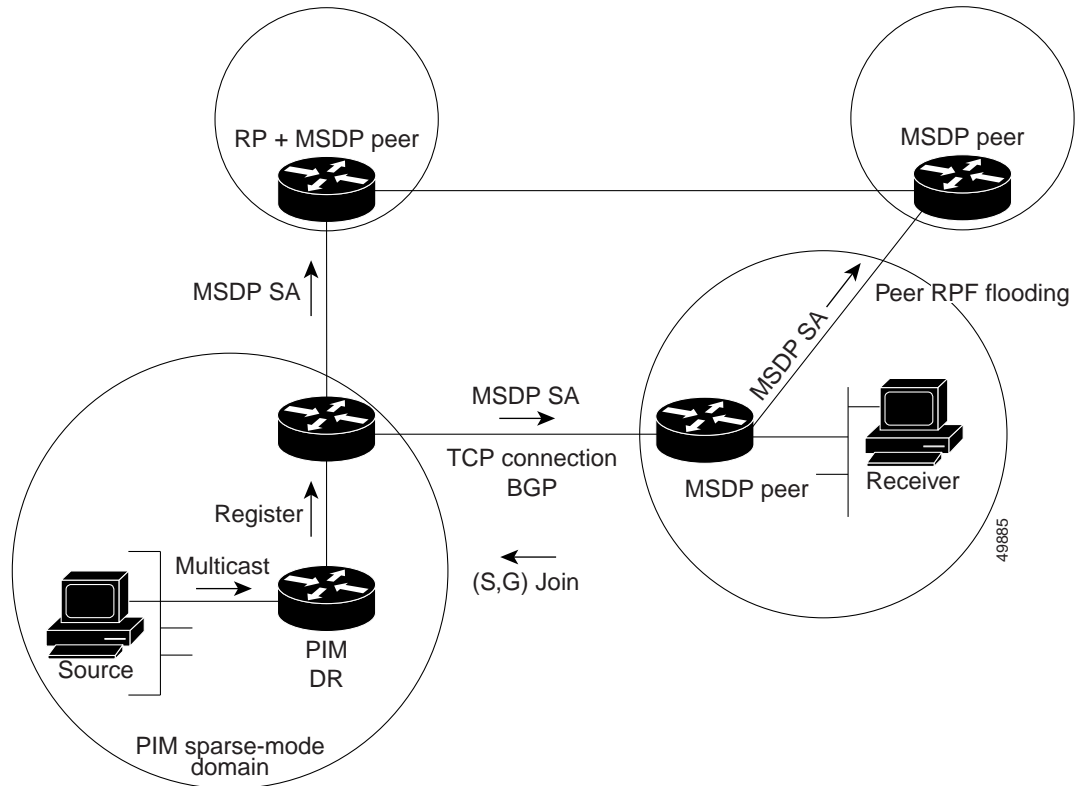 RP + MSDP peer
MSDP peer
MSDP SA
Peer RPF flooding
MSDP SA
MSDP SA
TCP connection
BGP
MSDP peer
Receiver
49885
Register
Multicast
(S,G) Join
Source
PIM
DR
PIM sparse-mode
domain